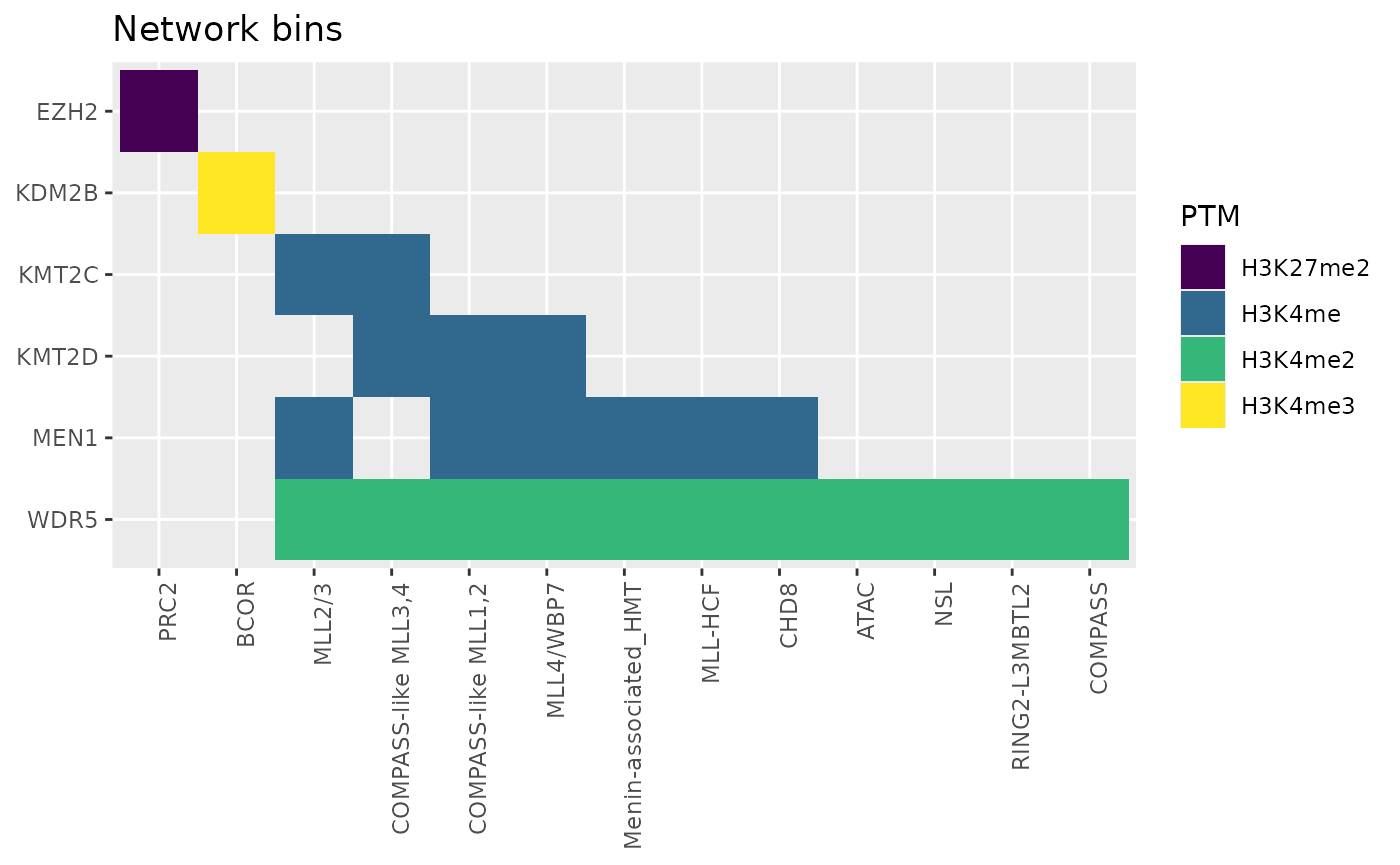 Network bins
EZH2
KDM2B
KMT2C
KMT2D
MEN1
WDR5
PRC2
BCOR
MLL2/3
COMPASS-like MLL3,4
COMPASS-like MLL1,2
MLL4/WBP7
Menin-associated_HMT
MLL-HCF
CHD8
ATAC
NSL
RING2-L3MBTL2
COMPASS
PTM
H3K27me2
H3K4me
H3K4me2
H3K4me3